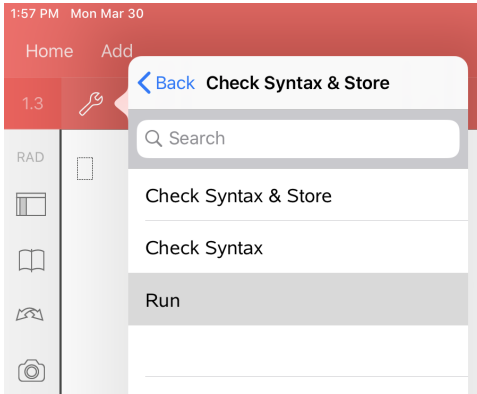 1:57 PM Mon Mar 30
Home Add
Back Check Syntax & Store
1.3
Search
RAD
Check Syntax & Store
Check Syntax
Run